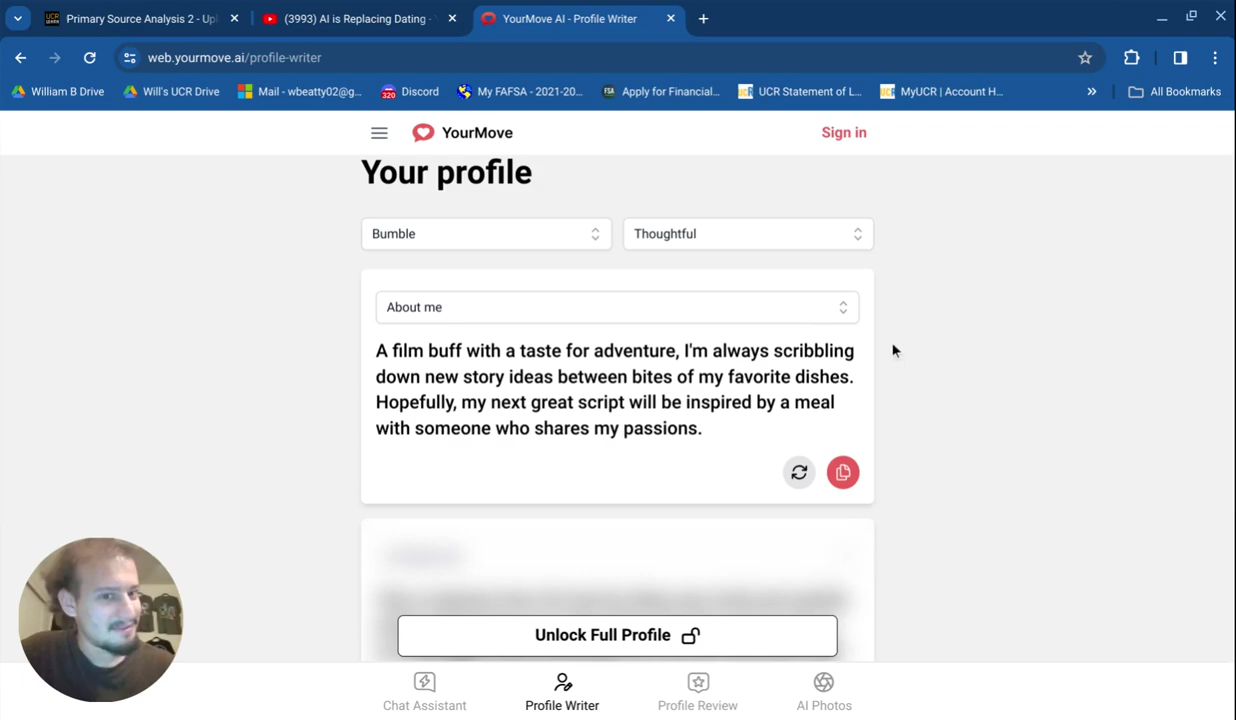 Primary Source Analysis 2 - Upl
(3993) AI is Replacing Dating -
YourMove AI - Profile Writer
web.yourmove.ai/profile-writer
William B Drive
Will's UCR Drive
Mail - wbeatty02@g...
320
Discord
My FAFSA - 2021-20...
FSA
Apply for Financial...
UCR Statement of L...
MyUCR | Account H...
All Bookmarks
YourMove
Sign in
Your profile
Bumble
Thoughtful
About me
A film buff with a taste for adventure, I'm always scribbling
down new story ideas between bites of my favorite dishes.
Hopefully, my next great script will be inspired by a meal
with someone who shares my passions.
Unlock Full Profile
Chat Assistant
Profile Writer
Profile Review
AI Photos